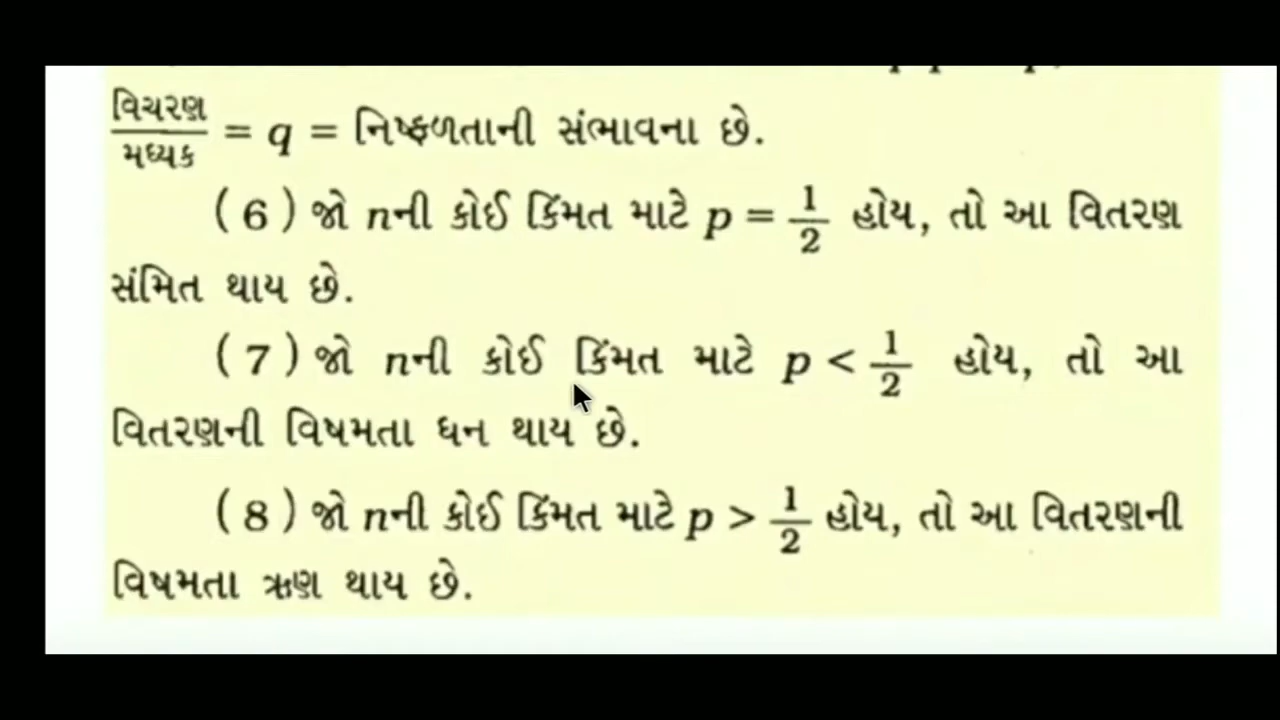 વિચરણ
મધ્યક = q = નિષ્ફળતાની સંભાવના છે.
( 6 ) જો nની કોઈ કિંમત માટે p = 1/2 હોય, તો આ વિતરણ
સંમિત થાય છે.
( 7 ) જો nની કોઈ કિંમત માટે p < 1/2 હોય, તો આ
વિતરણની વિષમતા ધન થાય છે.
( 8 ) જો nની કોઈ કિંમત માટે p > 1/2 હોય, તો આ વિતરણની
વિષમતા ઋણ થાય છે.